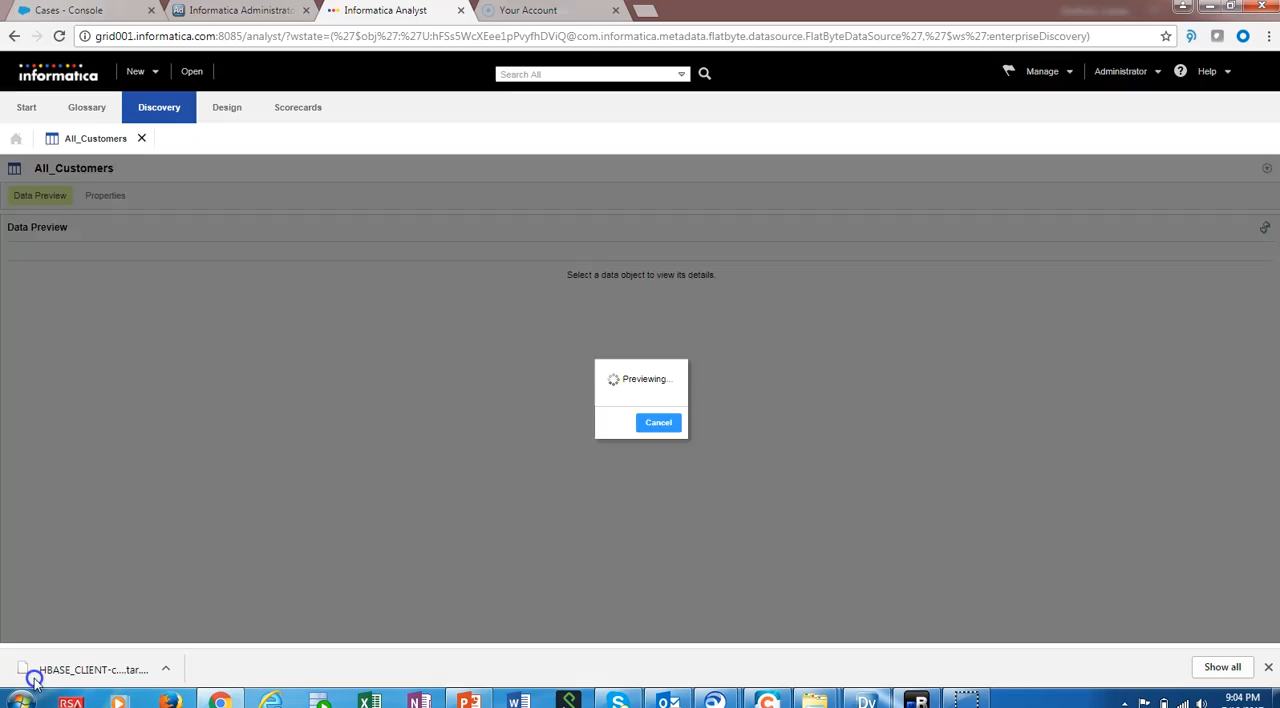 Cases - Console
Informatica Administrato
Informatica Analyst
Your Account
grid001.informatica.com:8085/analyst/?wstate=(%27$obj%27:%27U:hFSs5WcXEee1pPvyfhDViQ@com.informatica.metadata.flatbyte.datasource.FlatByteDataSource%27,%27$ws%27:enterpriseDiscovery)
informatica New Open Search All Manage Administrator Help
Start Glossary Discovery Design Scorecards
All_Customers
All_Customers
Data Preview Properties
Data Preview
Select a data object to view its details.
Previewing...
Cancel
HBASE_CLIENT-c....tar....
Show all
RSA
Dv
9:04 PM